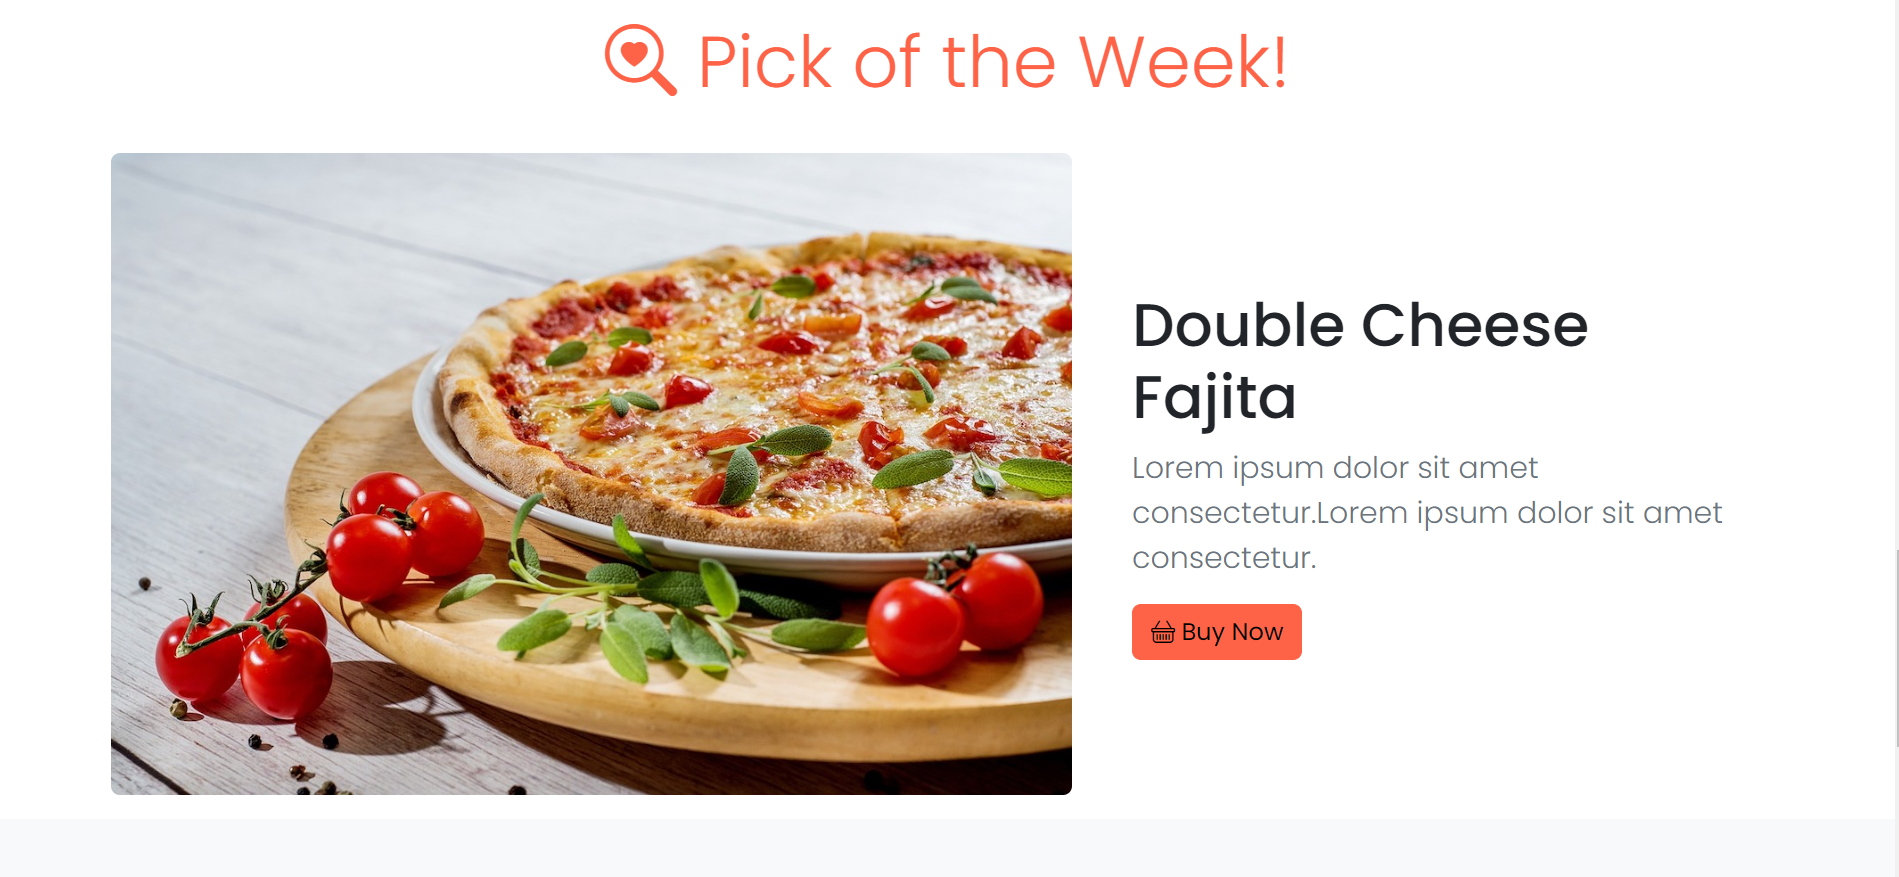 Pick of the Week!
Double Cheese
Fajita
Lorem ipsum dolor sit amet
consectetur.Lorem ipsum dolor sit amet
consectetur.
Buy Now